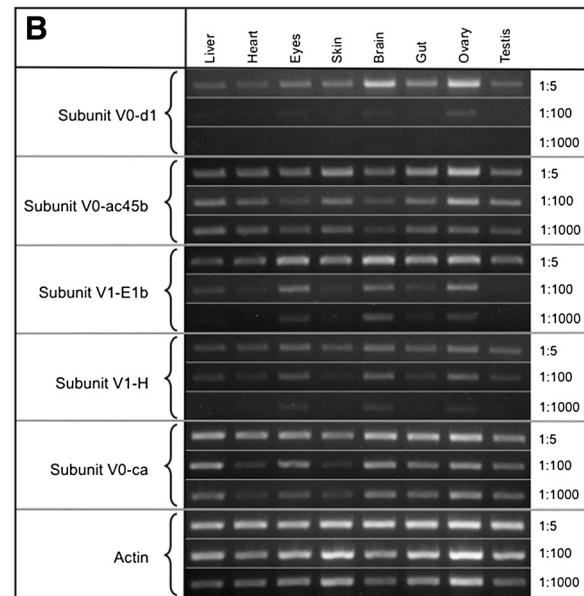 B
Liver Heart Eyes Skin Brain Gut Ovary Testis
Subunit V0-d1
1:5
1:100
1:1000
Subunit V0-ac45b
1:5
1:100
1:1000
Subunit V1-E1b
1:5
1:100
1:1000
Subunit V1-H
1:5
1:100
1:1000
Subunit V0-ca
1:5
1:100
1:1000
Actin
1:5
1:100
1:1000